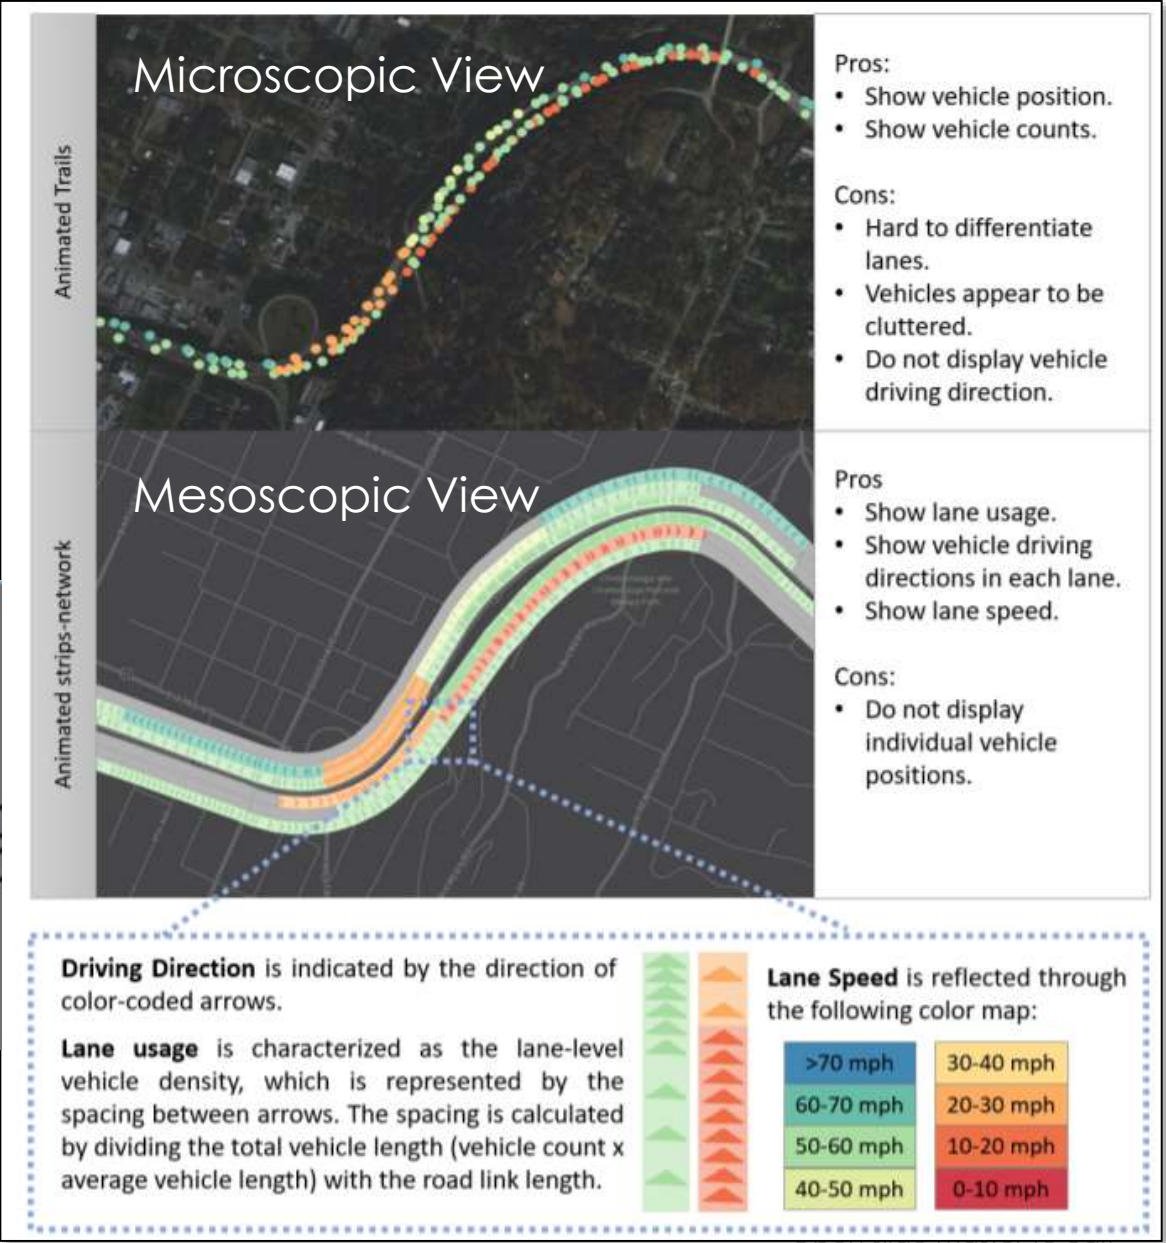 Animated Trails
Microscopic View
Pros:
• Show vehicle position.
• Show vehicle counts.
Cons:
• Hard to differentiate
lanes.
• Vehicles appear to be
cluttered.
• Do not display vehicle
driving direction.
Animated strips-network
Mesoscopic View
Pros
• Show lane usage.
• Show vehicle driving
directions in each lane.
• Show lane speed.
Cons:
• Do not display
individual vehicle
positions.
Driving Direction is indicated by the direction of
color-coded arrows.
Lane usage is characterized as the lane-level
vehicle density, which is represented by the
spacing between arrows. The spacing is calculated
by dividing the total vehicle length (vehicle count x
average vehicle length) with the road link length.
Lane Speed is reflected through
the following color map:
>70 mph
60-70 mph
50-60 mph
40-50 mph
30-40 mph
20-30 mph
10-20 mph
0-10 mph